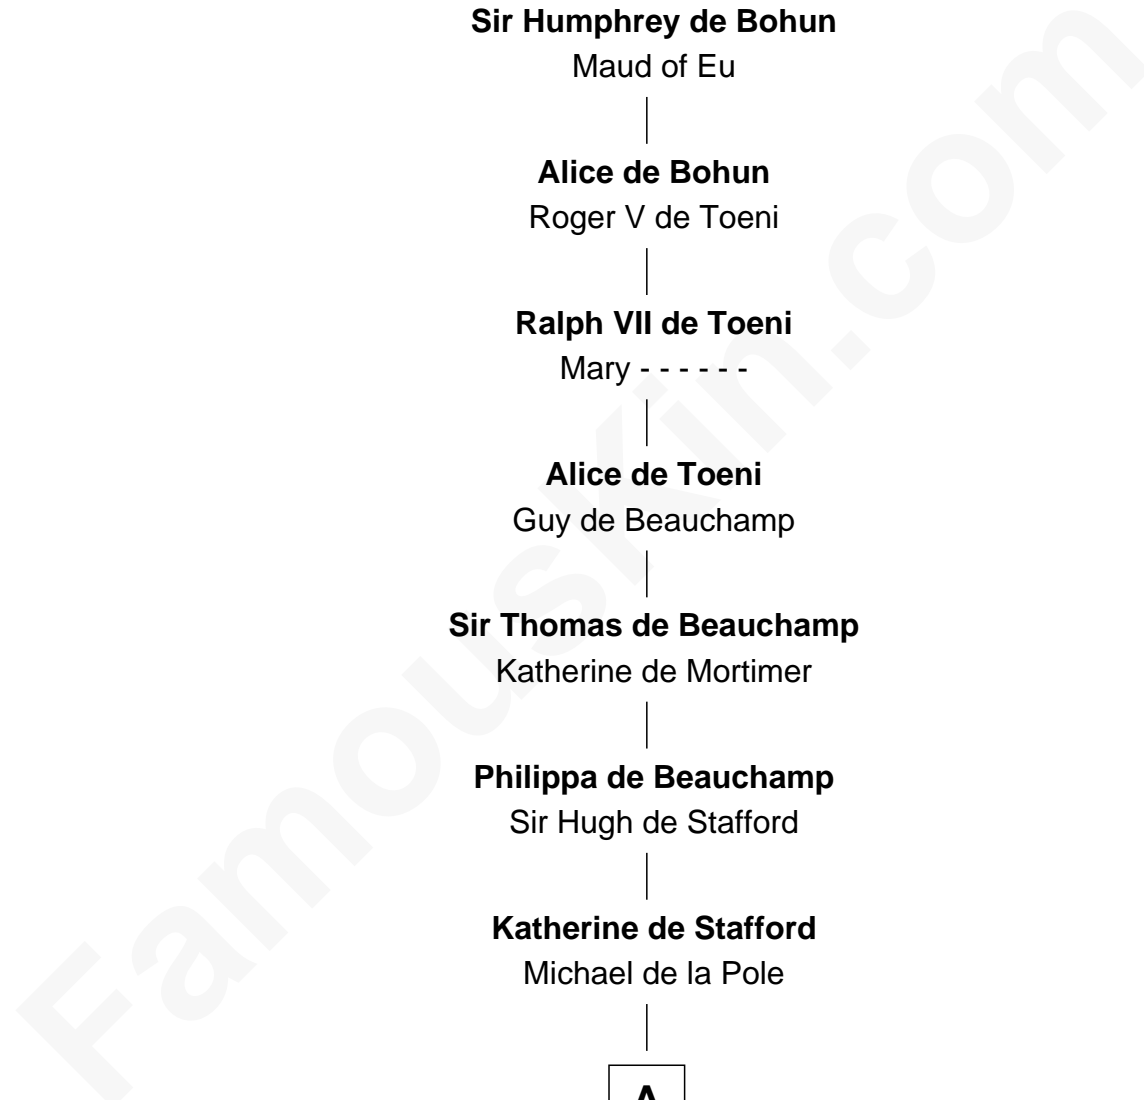 Sir Humphrey de Bohun
Maud of Eu
Alice de Bohun
Roger V de Toeni
Ralph VII de Toeni
Mary - - - - - -
Alice de Toeni
Guy de Beauchamp
Sir Thomas de Beauchamp
Katherine de Mortimer
Philippa de Beauchamp
Sir Hugh de Stafford
Katherine de Stafford
Michael de la Pole
A
FamousKin.com